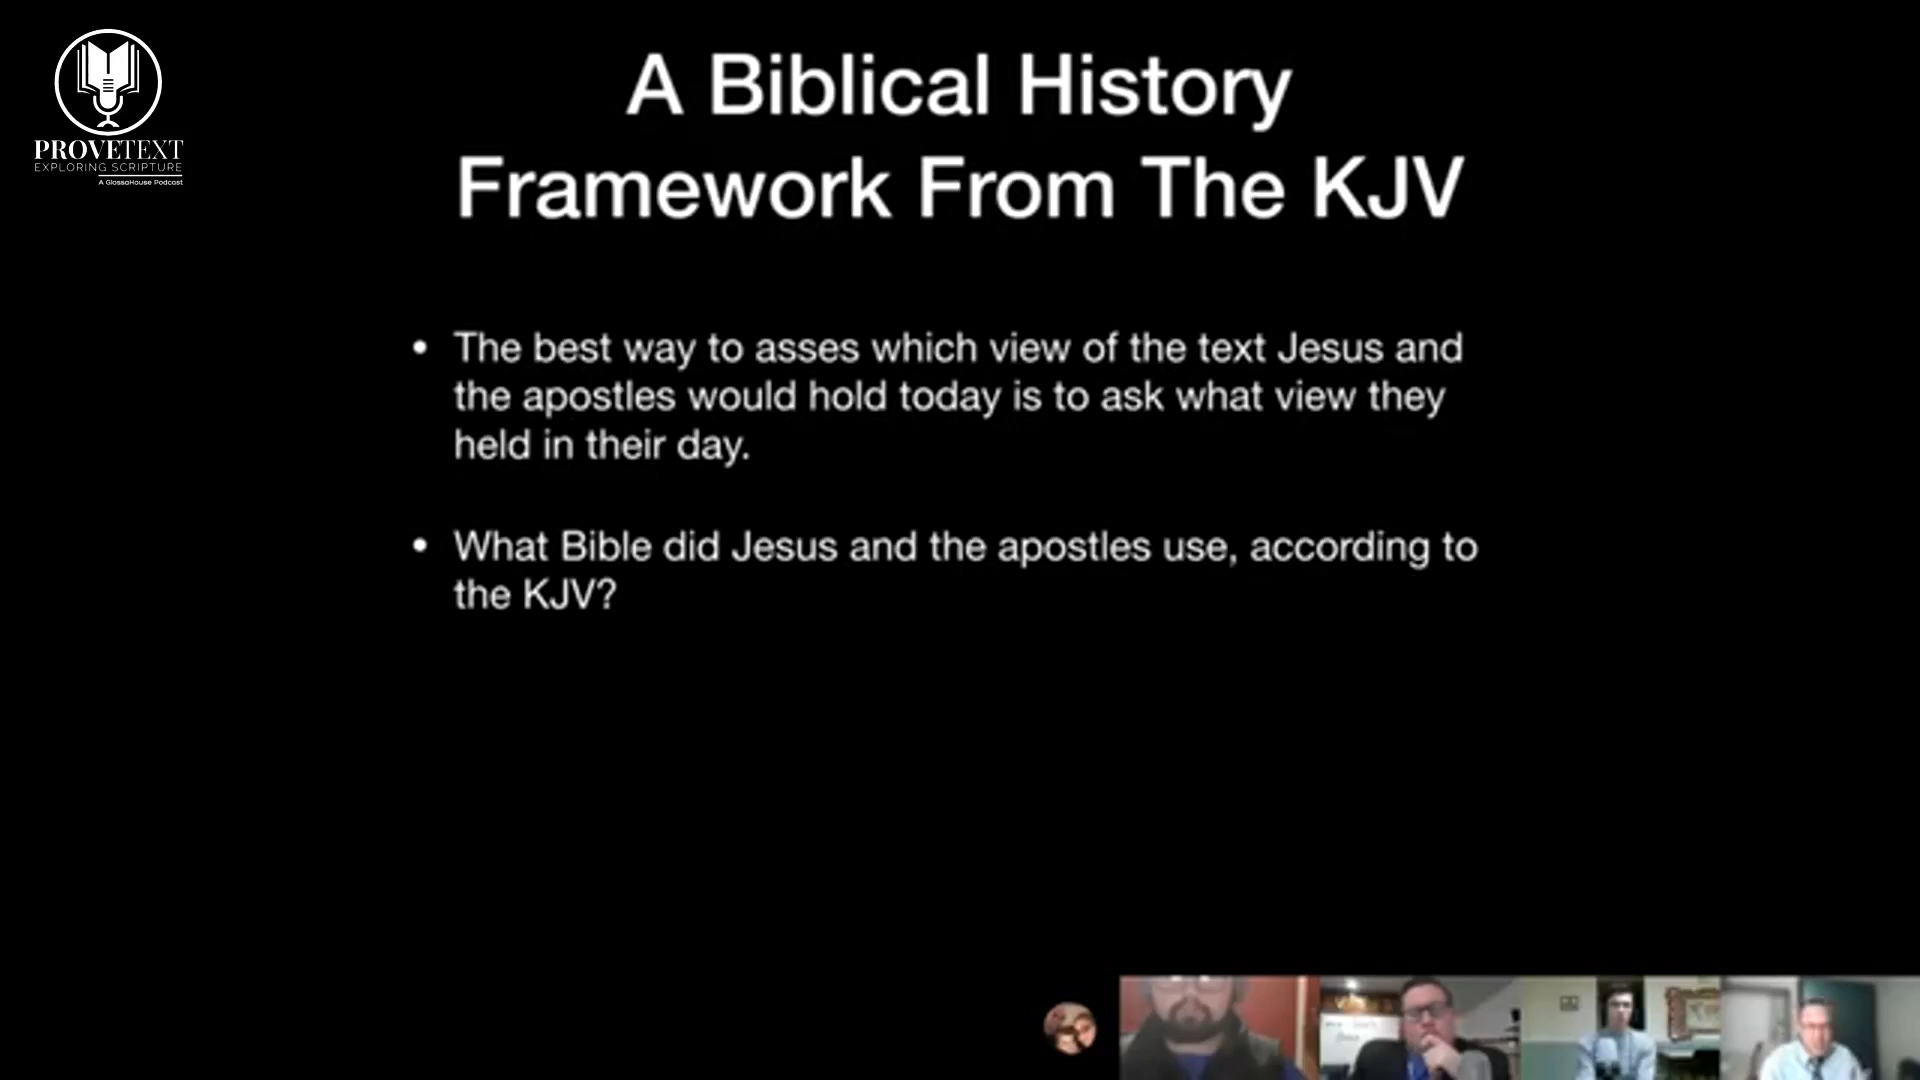 PROVETEXT
EXPLORING SCRIPTURE
A GlossaHouse Podcast
A Biblical History
Framework From The KJV
• The best way to asses which view of the text Jesus and
the apostles would hold today is to ask what view they
held in their day.
• What Bible did Jesus and the apostles use, according to
the KJV?